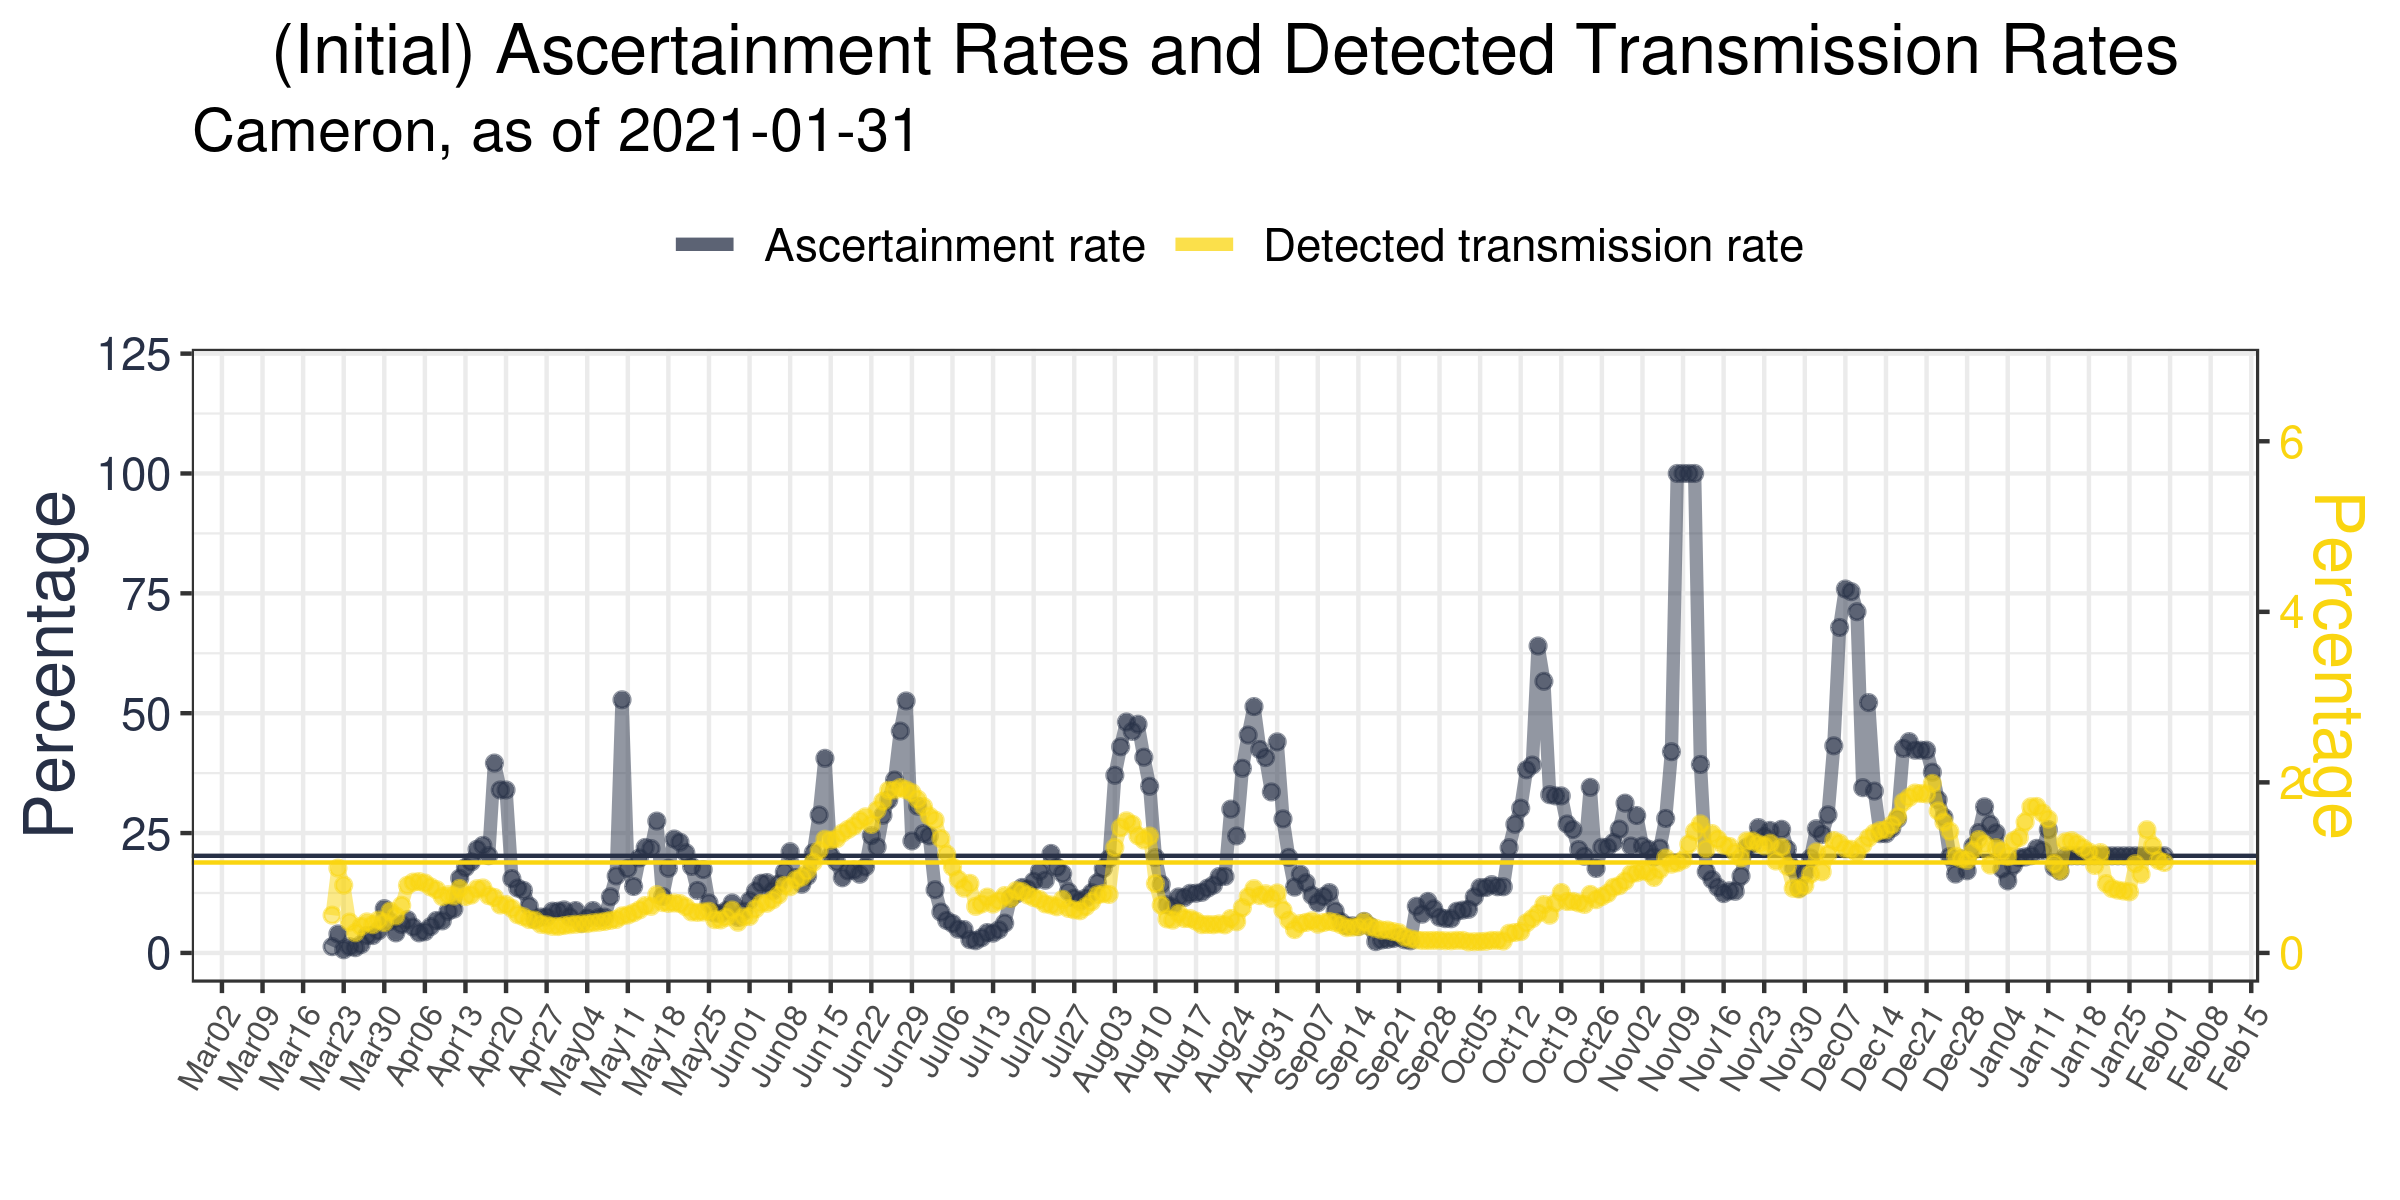 (Initial) Ascertainment Rates and Detected Transmission Rates
Cameron, as of 2021-01-31
Ascertainment rate
Detected transmission rate
Percentage
125
100
75
50
25
0
6
4
2
0
Percentage
Mar02
Mar09
Mar16
Mar23
Mar30
Apr06
Apr13
Apr20
Apr27
May04
May11
May18
May25
Jun01
Jun08
Jun15
Jun22
Jun29
Jul06
Jul13
Jul20
Jul27
Aug03
Aug10
Aug17
Aug24
Aug31
Sep07
Sep14
Sep21
Sep28
Oct05
Oct12
Oct19
Oct26
Nov02
Nov09
Nov16
Nov23
Nov30
Dec07
Dec14
Dec21
Dec28
Jan04
Jan11
Jan18
Jan25
Feb01
Feb08
Feb15